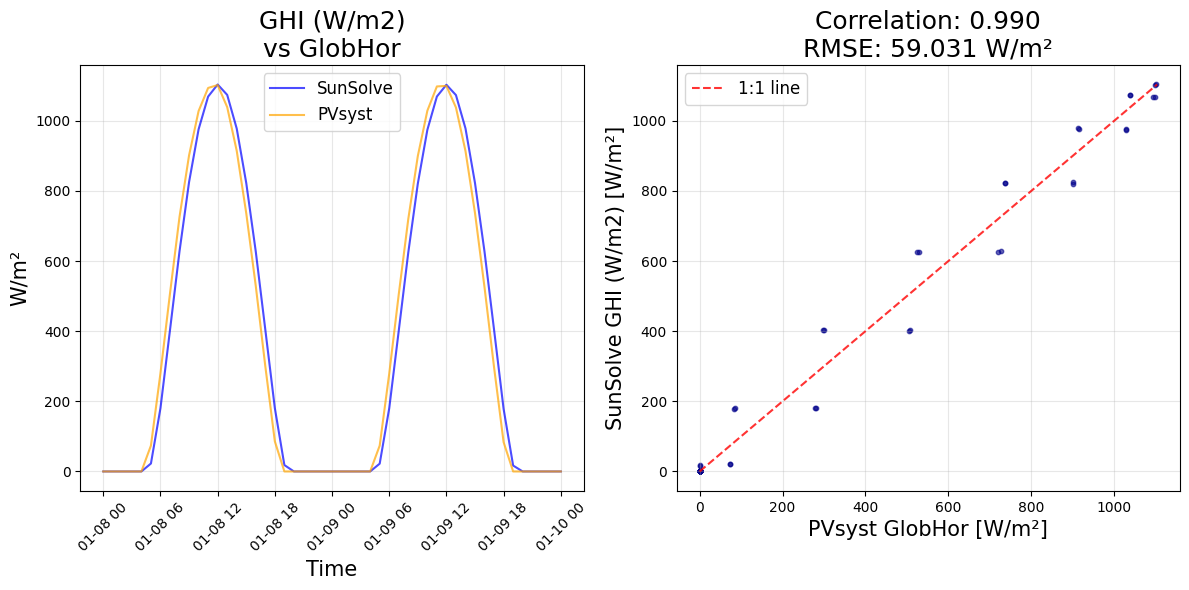 GHI (W/m2)
vs GlobHor
SunSolve
PVsyst
W/m²
1000
800
600
400
200
0
01-08 00
01-08 06
01-08 12
01-08 18
01-09 00
01-09 06
01-09 12
01-09 18
01-10 00
Time
Correlation: 0.990
RMSE: 59.031 W/m²
1:1 line
SunSolve GHI (W/m2) [W/m²]
1000
800
600
400
200
0
0
200
400
600
800
1000
PVsyst GlobHor [W/m²]